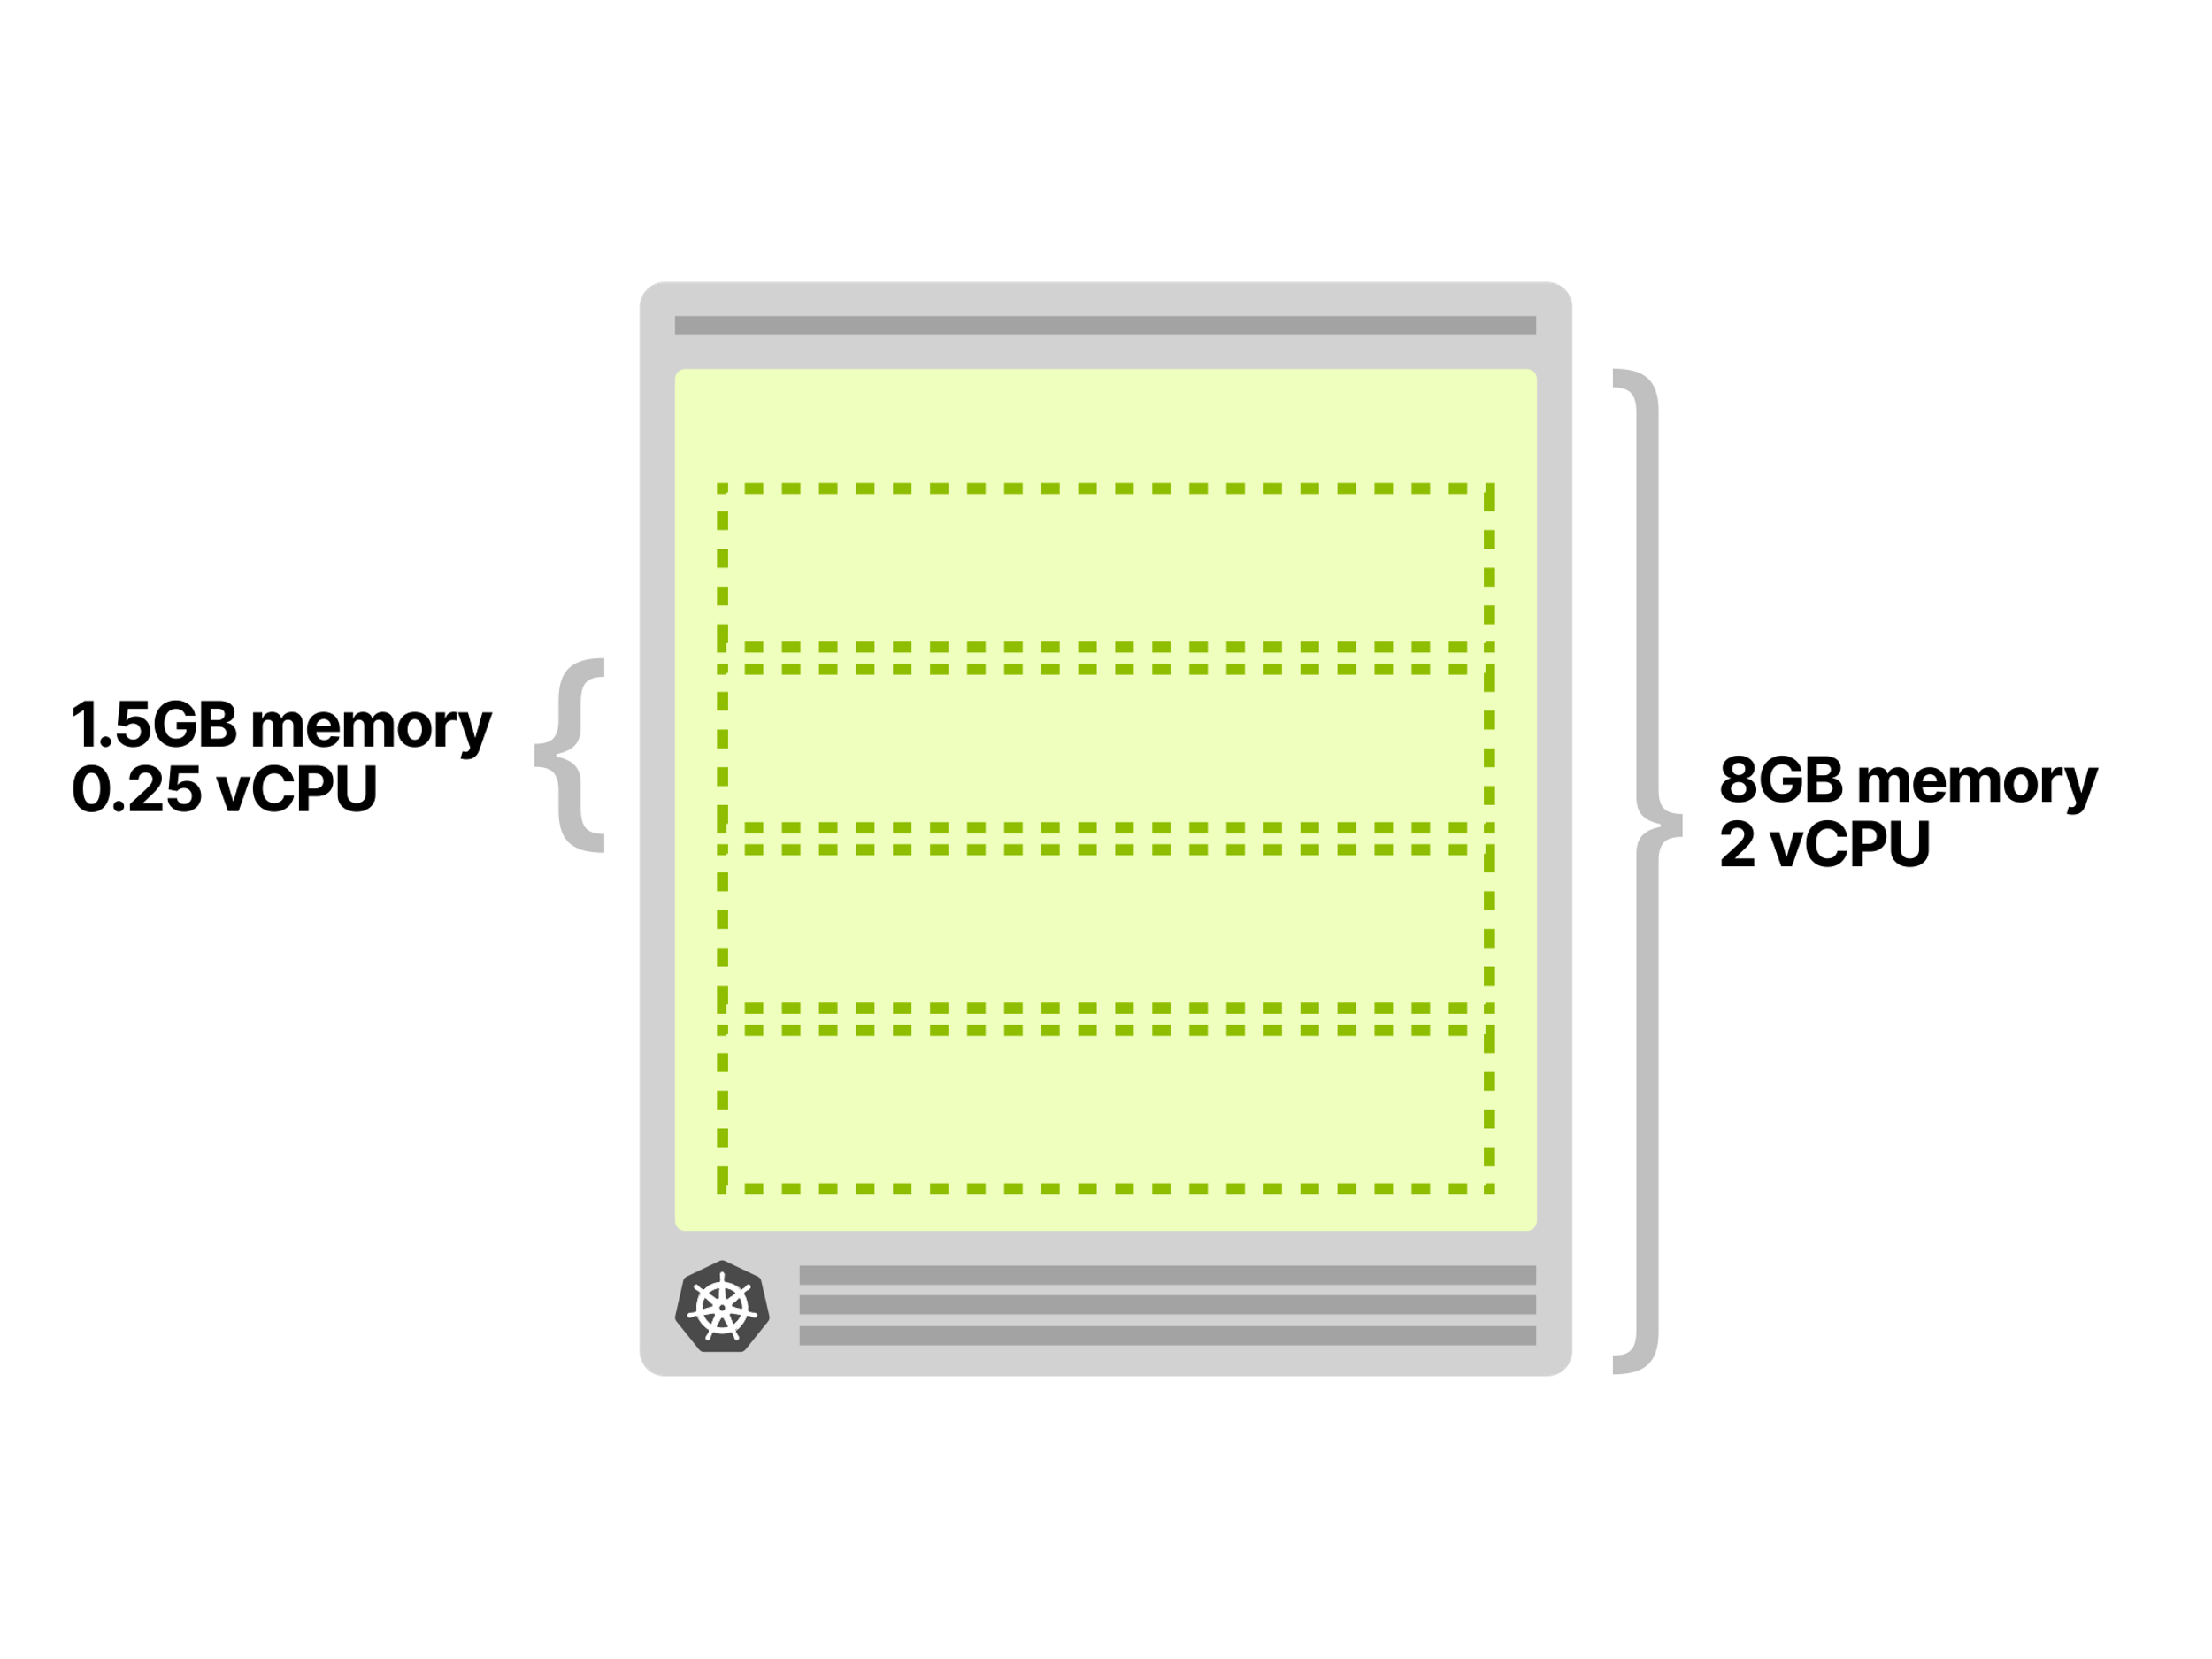 1.5GB memory
0.25 vCPU
8GB memory
2 vCPU